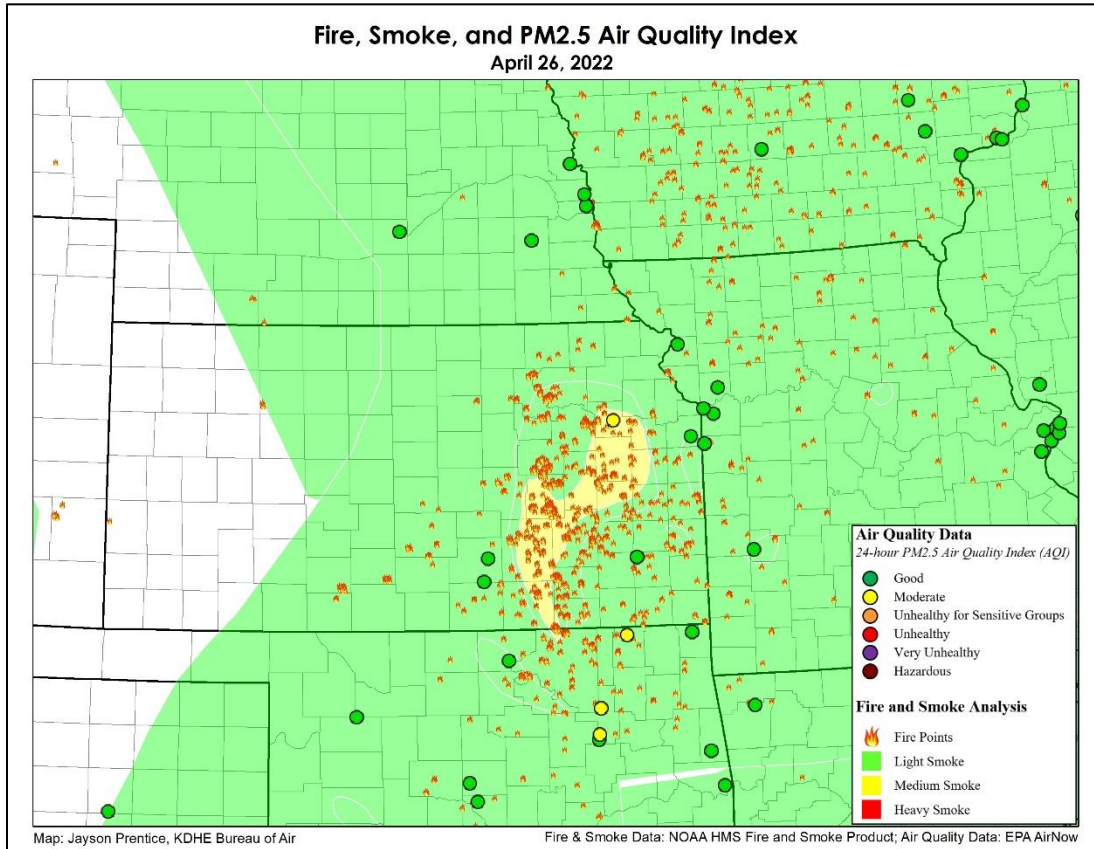 Fire, Smoke, and PM2.5 Air Quality Index
April 26, 2022
Air Quality Data
24-hour PM2.5 Air Quality Index (AQI)
Good
Moderate
Unhealthy for Sensitive Groups
Unhealthy
Very Unhealthy
Hazardous
Fire and Smoke Analysis
Fire Points
Light Smoke
Medium Smoke
Heavy Smoke
Map: Jayson Prentice, KDHE Bureau of Air
Fire & Smoke Data: NOAA HMS Fire and Smoke Product; Air Quality Data: EPA AirNow